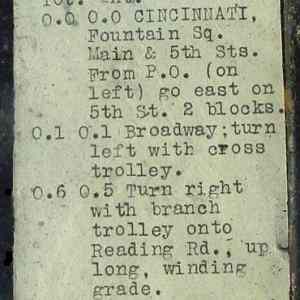 Tot. Int.
0.0 0.0 CINCINNATI,
Fountain Sq.
Main & 5th Sts.
From P.O. (on
left) go east on
5th St. 2 blocks.
0.1 0.1 Broadway;turn
left with cross
trolley.
0.6 0.5 Turn right
with branch
trolley onto
Reading Rd., up
long, winding
grade.